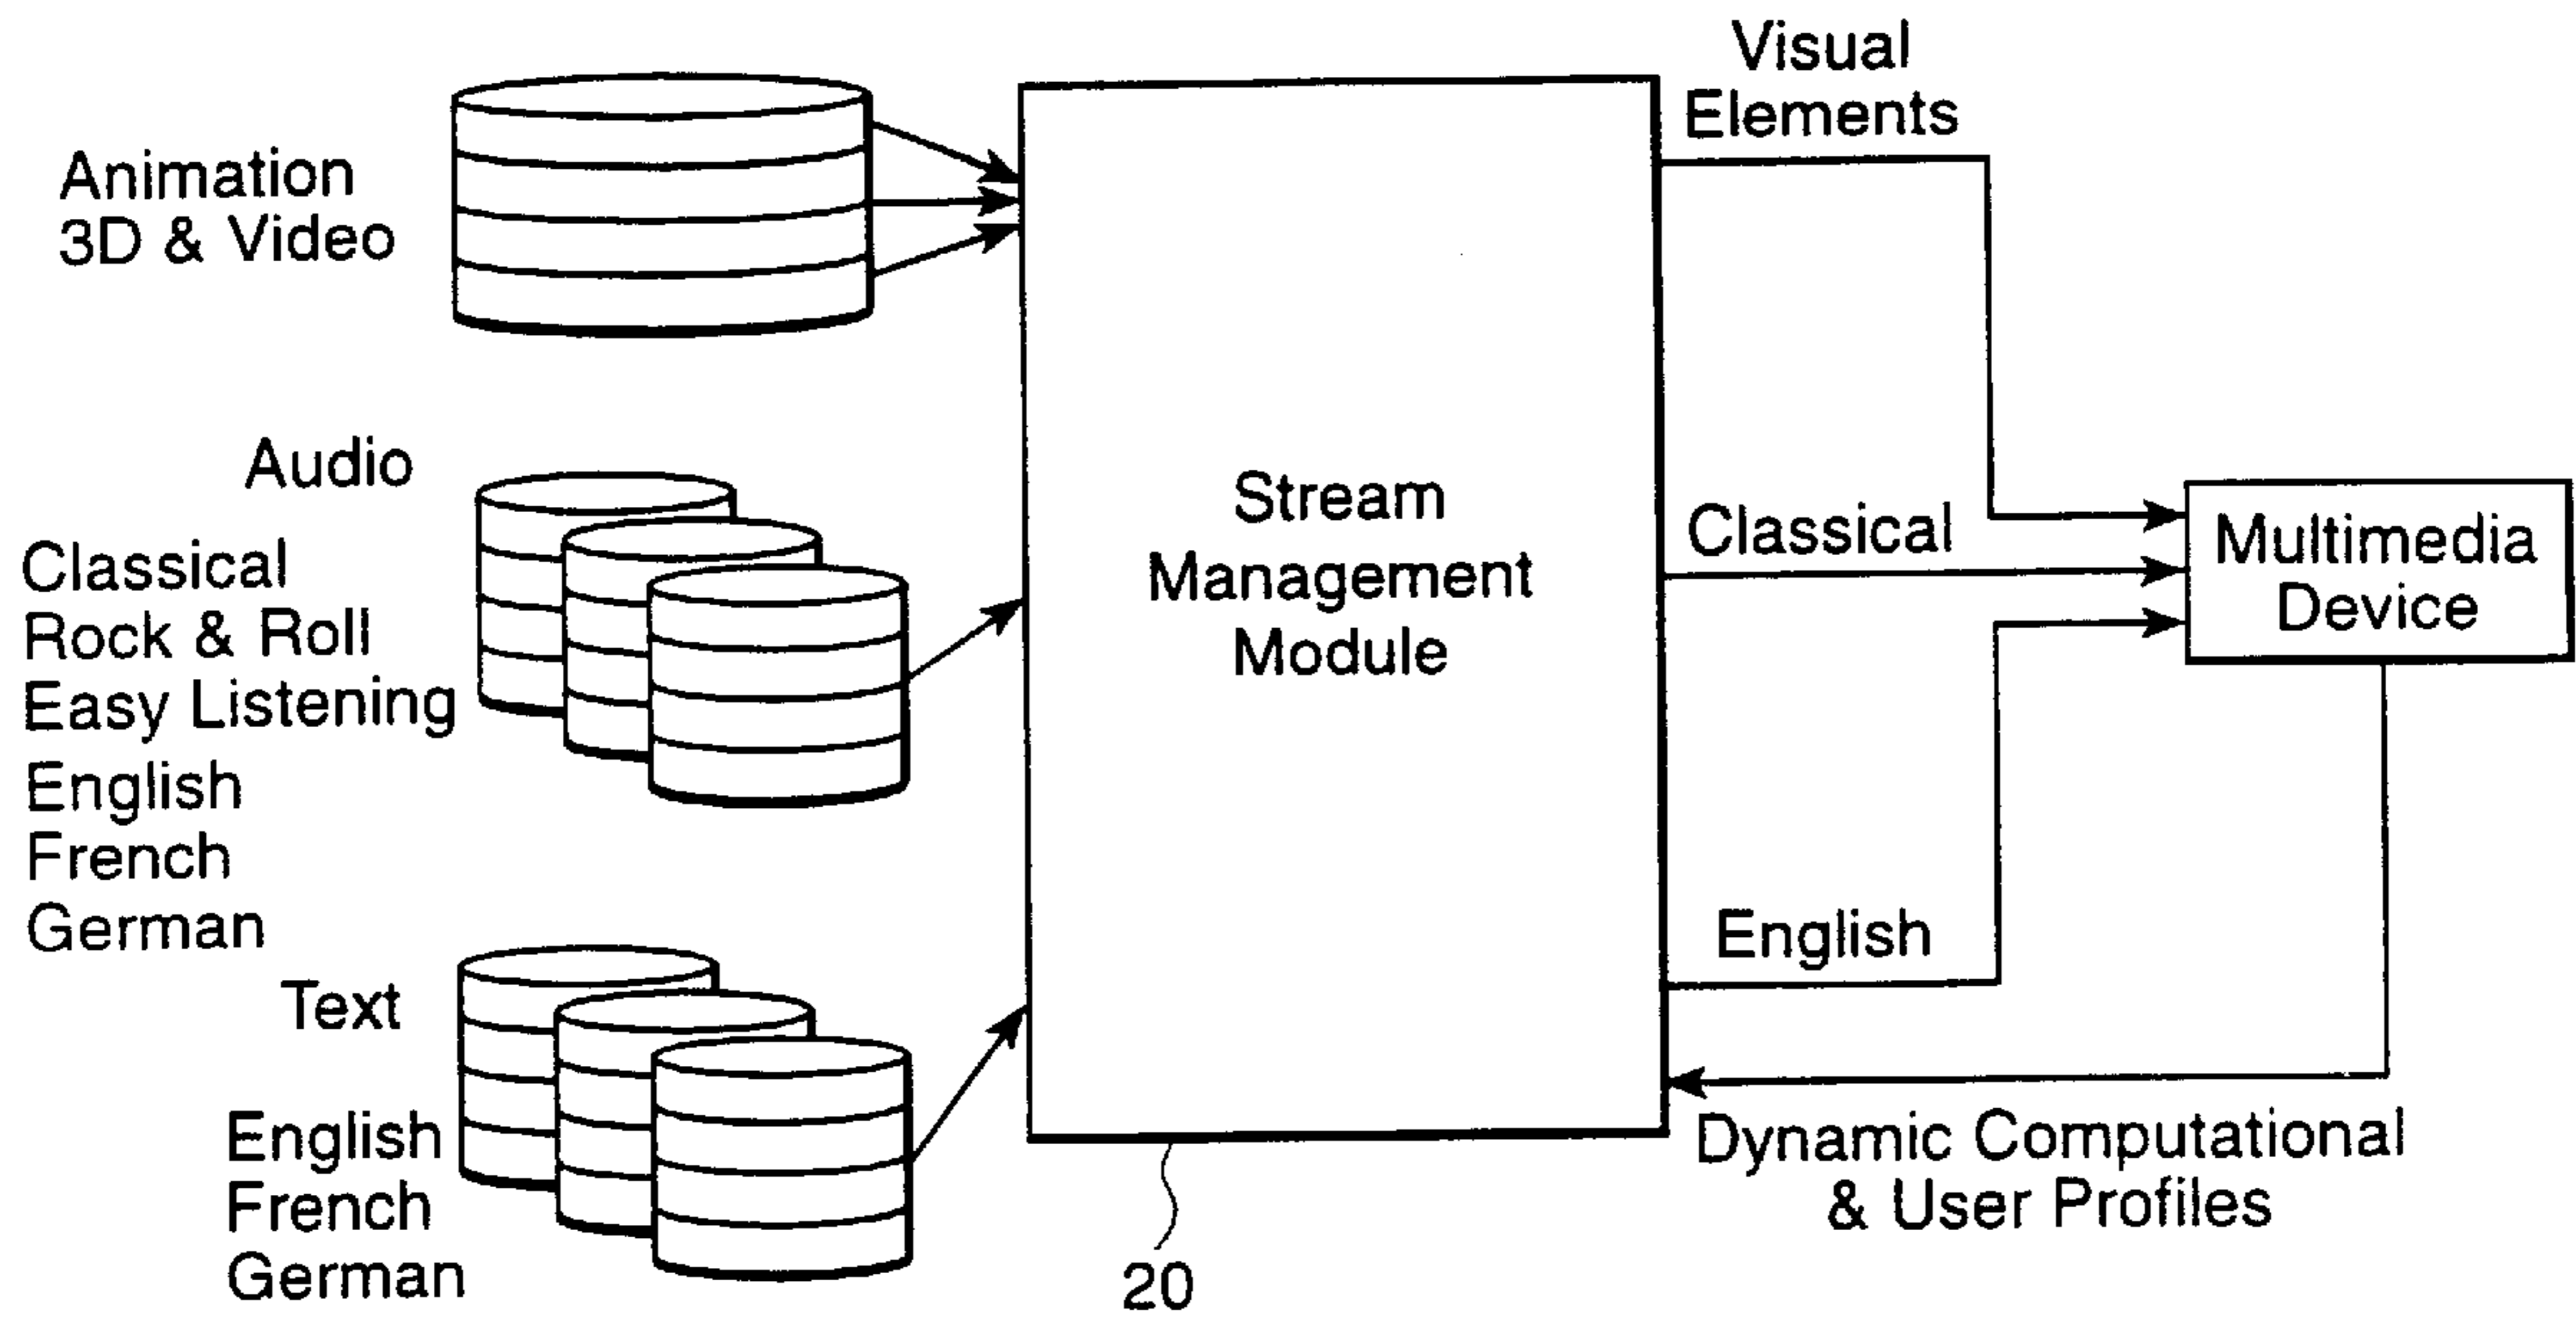 Animation
3D & Video
Audio
Classical
Rock & Roll
Easy Listening
English
French
German
Text
English
French
German
Stream
Management
Module
20
Visual
Elements
Classical
English
Multimedia
Device
Dynamic Computational
& User Profiles